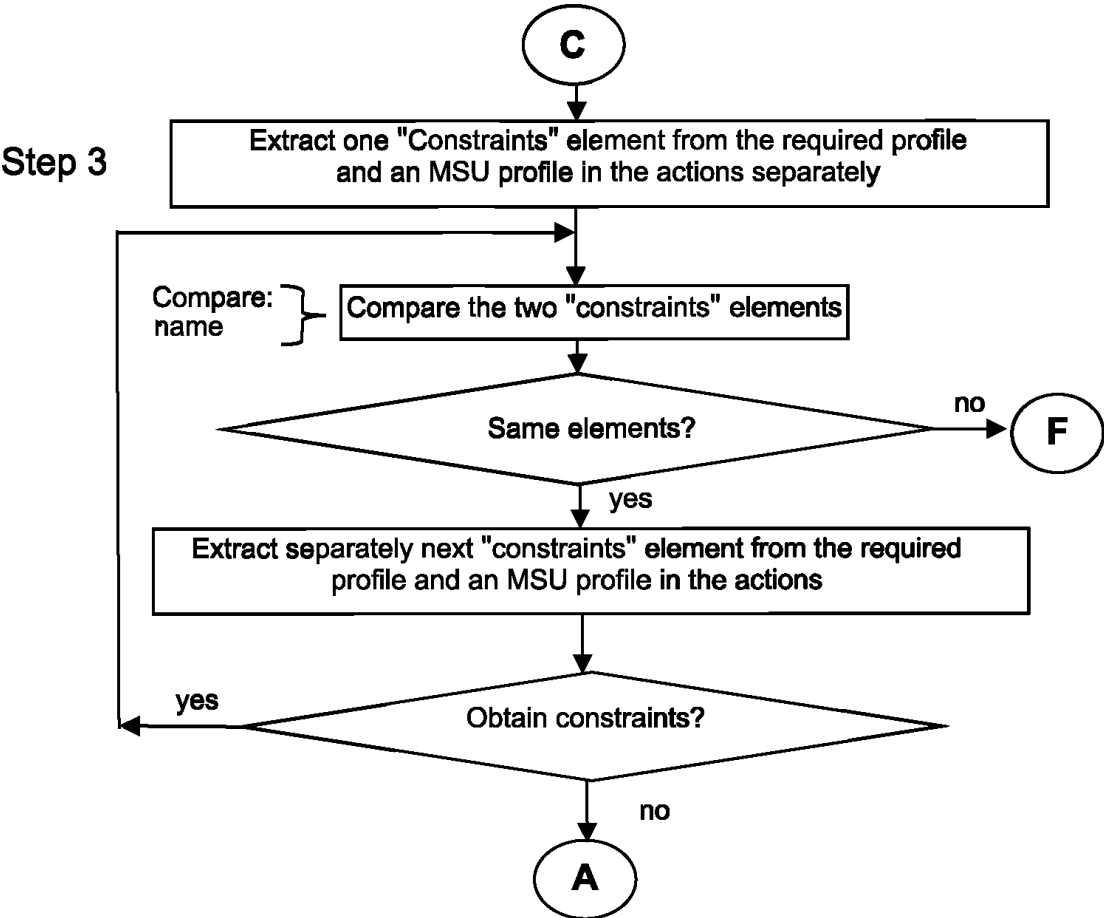 C
Step 3
Extract one "Constraints" element from the required profile
and an MSU profile in the actions separately
Compare:
name
Compare the two "constraints" elements
Same elements?
no
F
yes
Extract separately next "constraints" element from the required
profile and an MSU profile in the actions
yes
Obtain constraints?
no
A